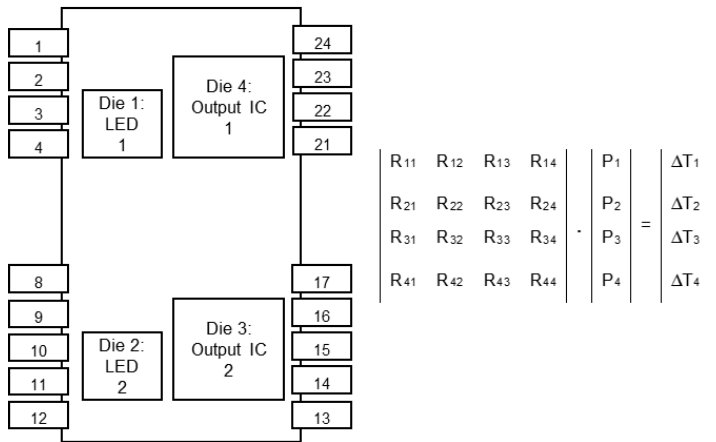 1
2
3
4
24
23
22
21
Die 1:
LED
1
Die 4:
Output IC
1
8
9
10
11
12
17
16
15
14
13
Die 2:
LED
2
Die 3:
Output IC
2
R11 R12 R13 R14 P1 ΔT1
R21 R22 R23 R24 P2 ΔT2
· =
R31 R32 R33 R34 P3 ΔT3
R41 R42 R43 R44 P4 ΔT4